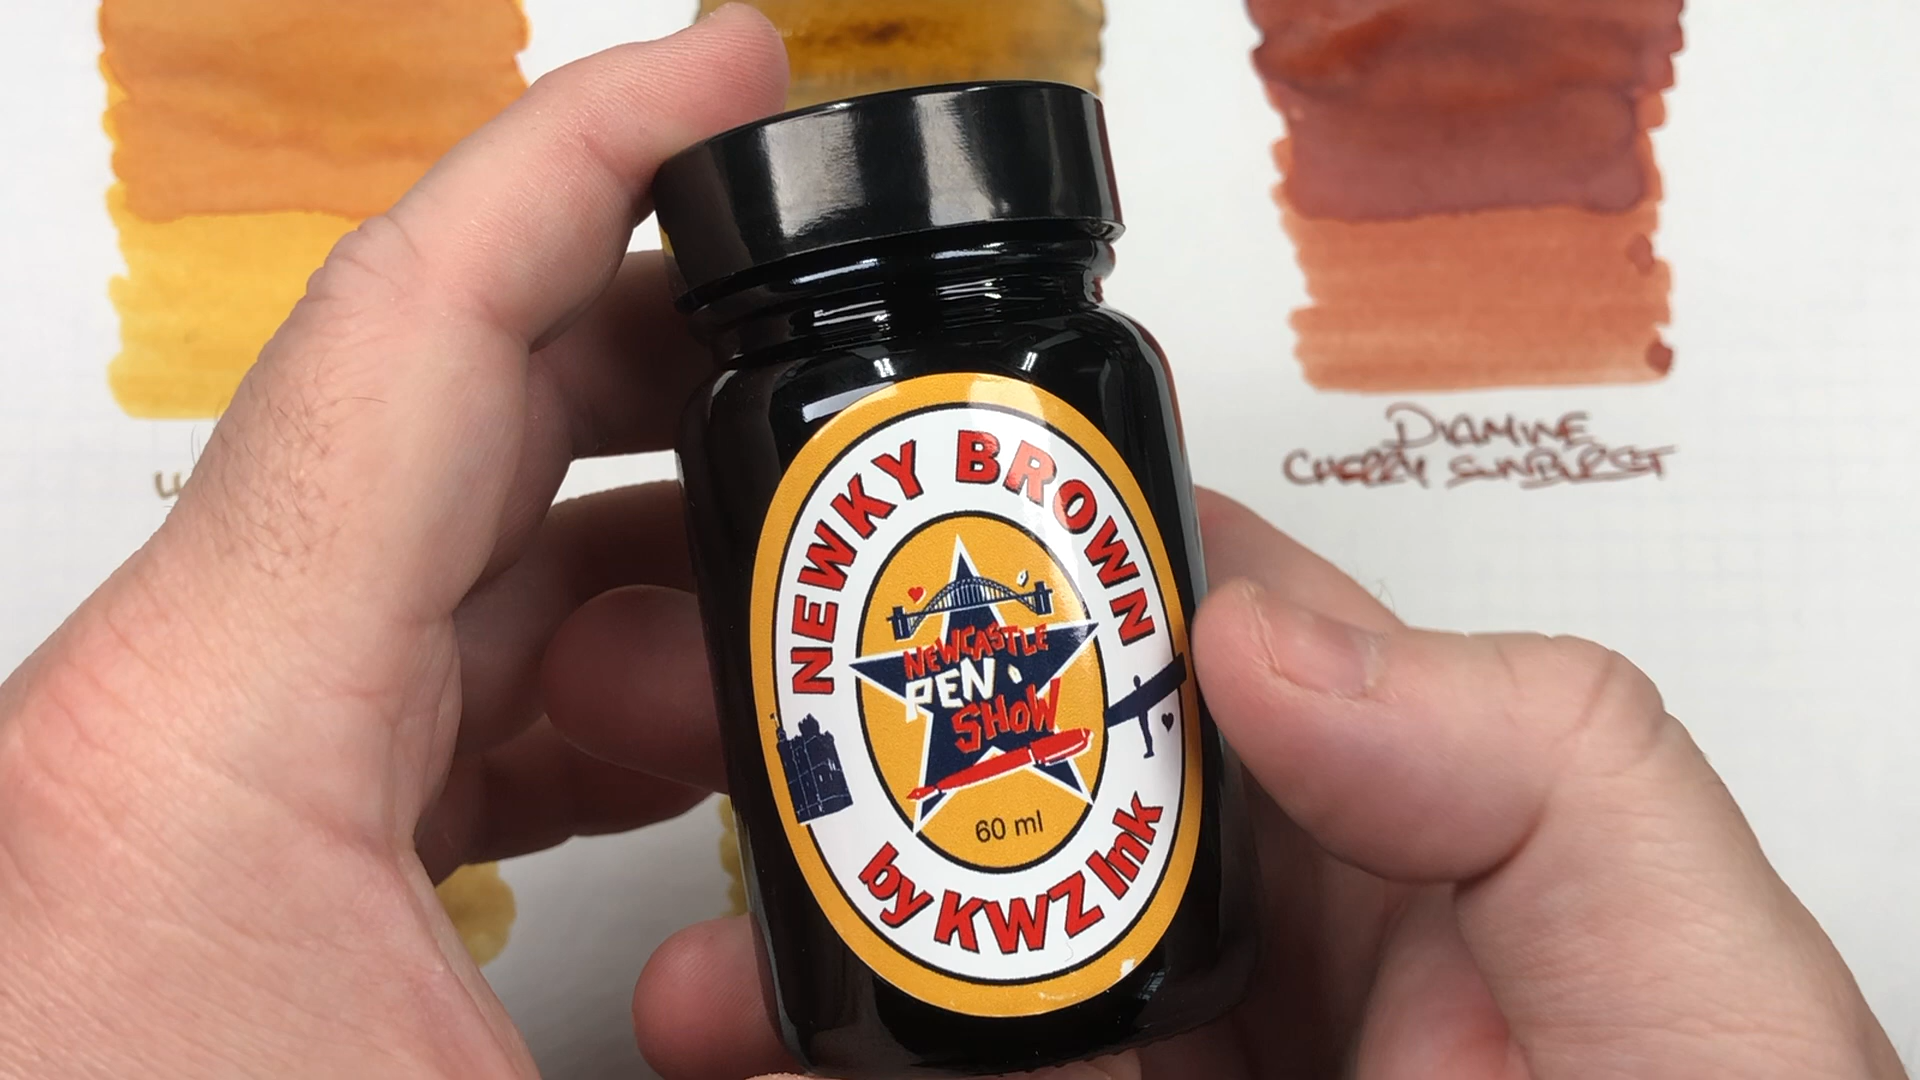 NEWKY BROWN
NEWCASTLE
PEN
SHOW
60 ml
by KWZ Ink
DIAMINE
CHERRY SUNBURST